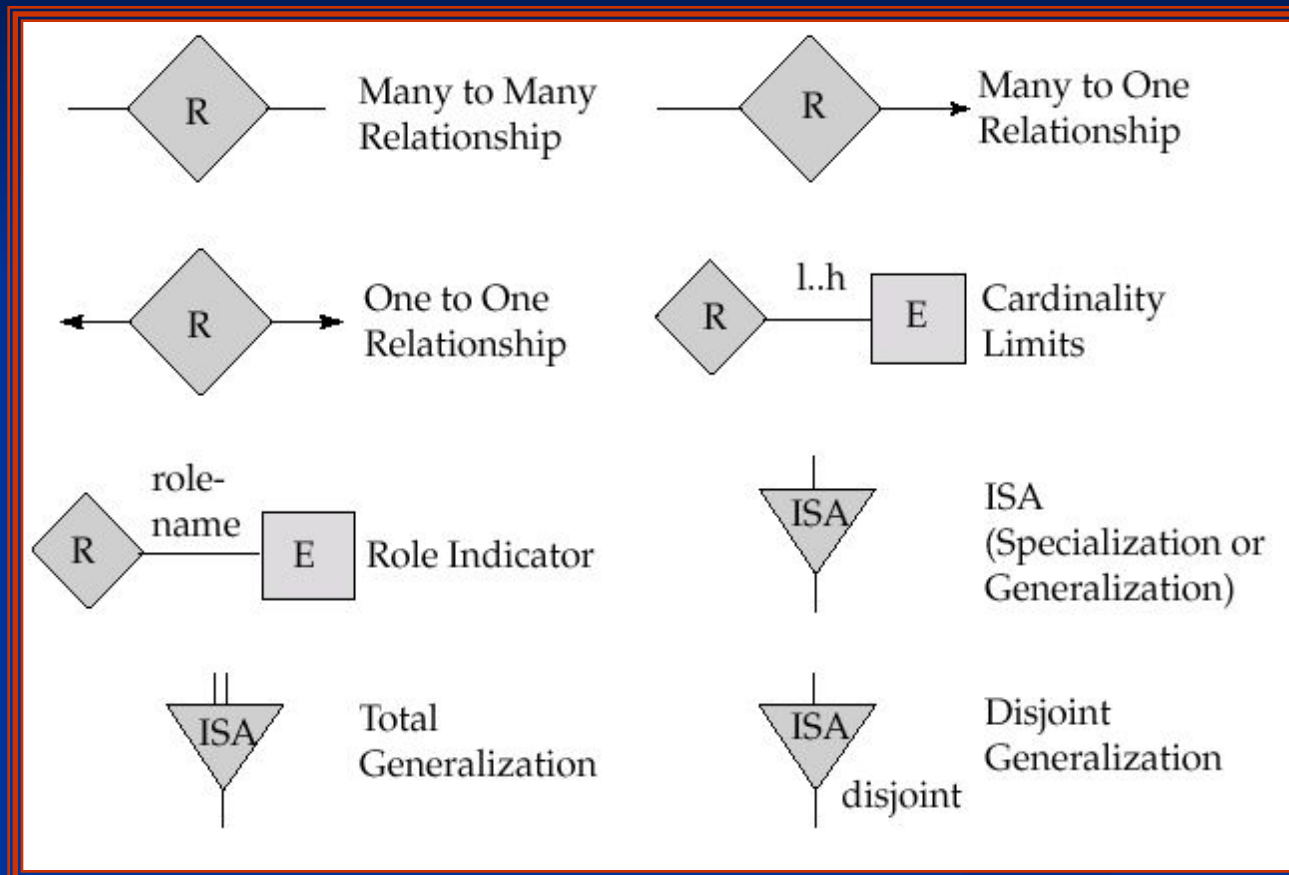 R
Many to Many
Relationship
R
Many to One
Relationship
R
One to One
Relationship
R
l..h
E
Cardinality
Limits
R
role-
name
E
Role Indicator
ISA
ISA
(Specialization or
Generalization)
ISA
Total
Generalization
ISA
disjoint
Disjoint
Generalization